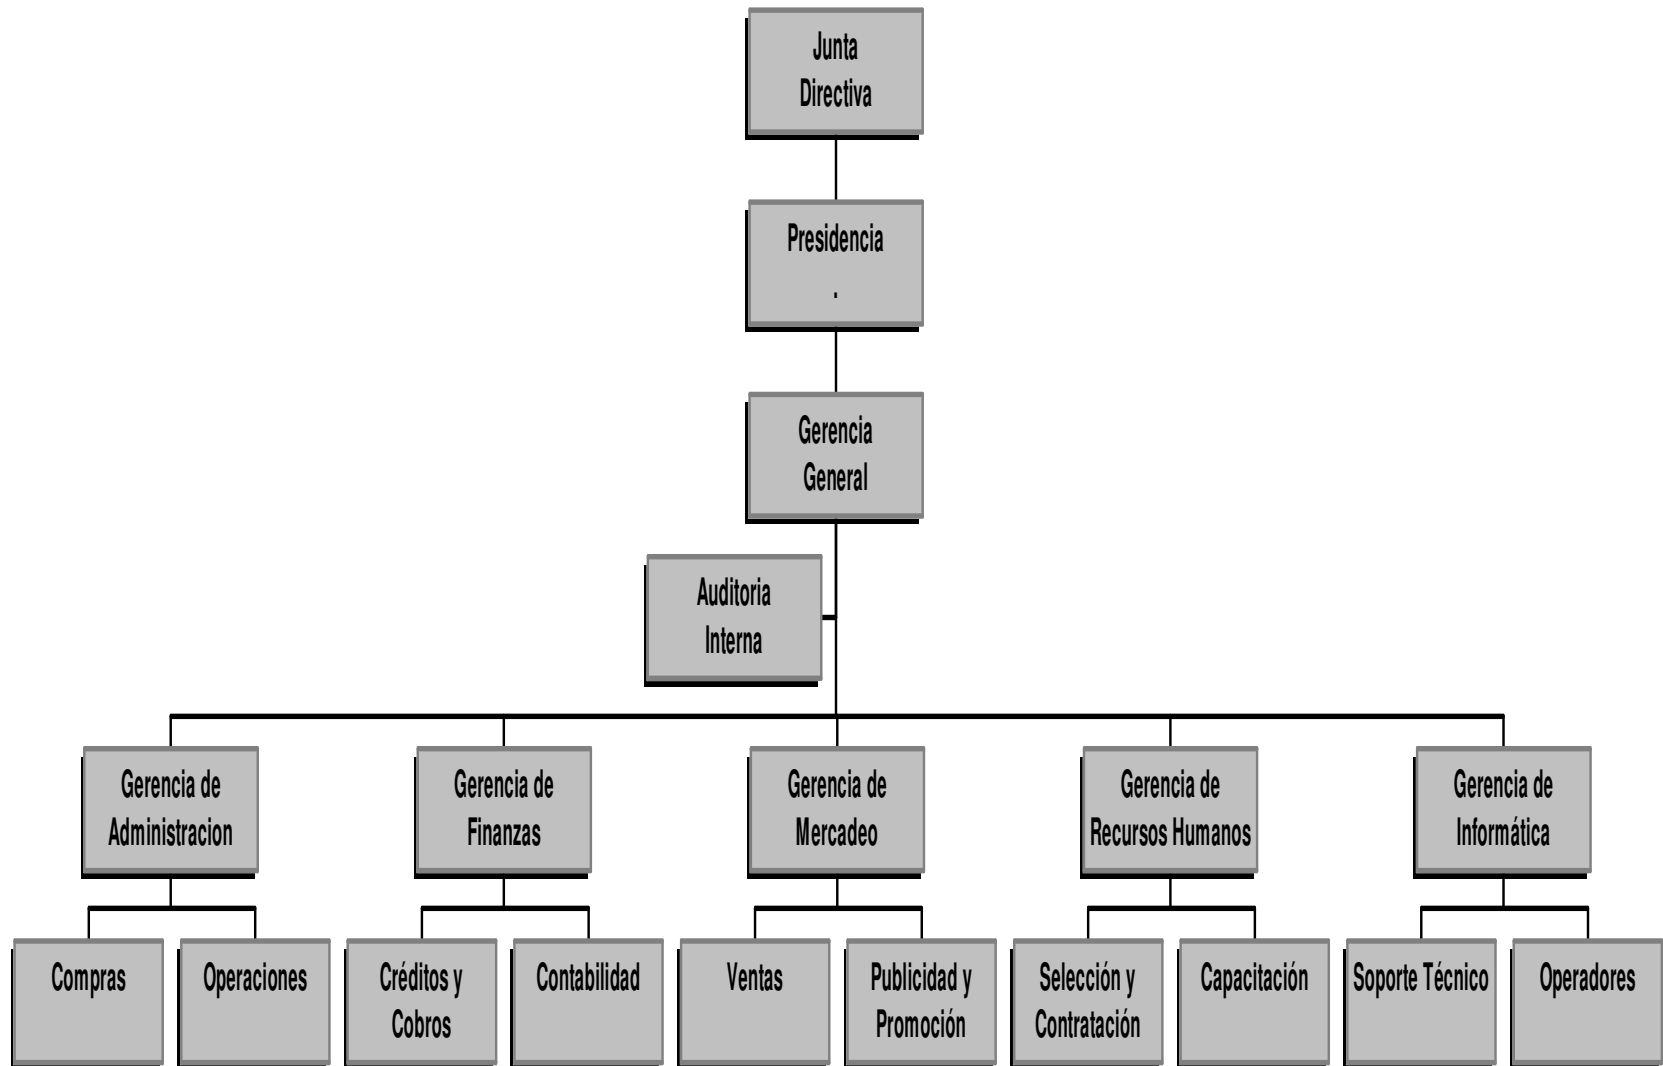 Junta
Directiva
Presidencia
.
Gerencia
General
Auditoria
Interna
Gerencia de
Administracion
Gerencia de
Finanzas
Gerencia de
Mercadeo
Gerencia de
Recursos Humanos
Gerencia de
Informática
Compras
Operaciones
Créditos y
Cobros
Contabilidad
Ventas
Publicidad y
Promoción
Selección y
Contratación
Capacitación
Soporte Técnico
Operadores